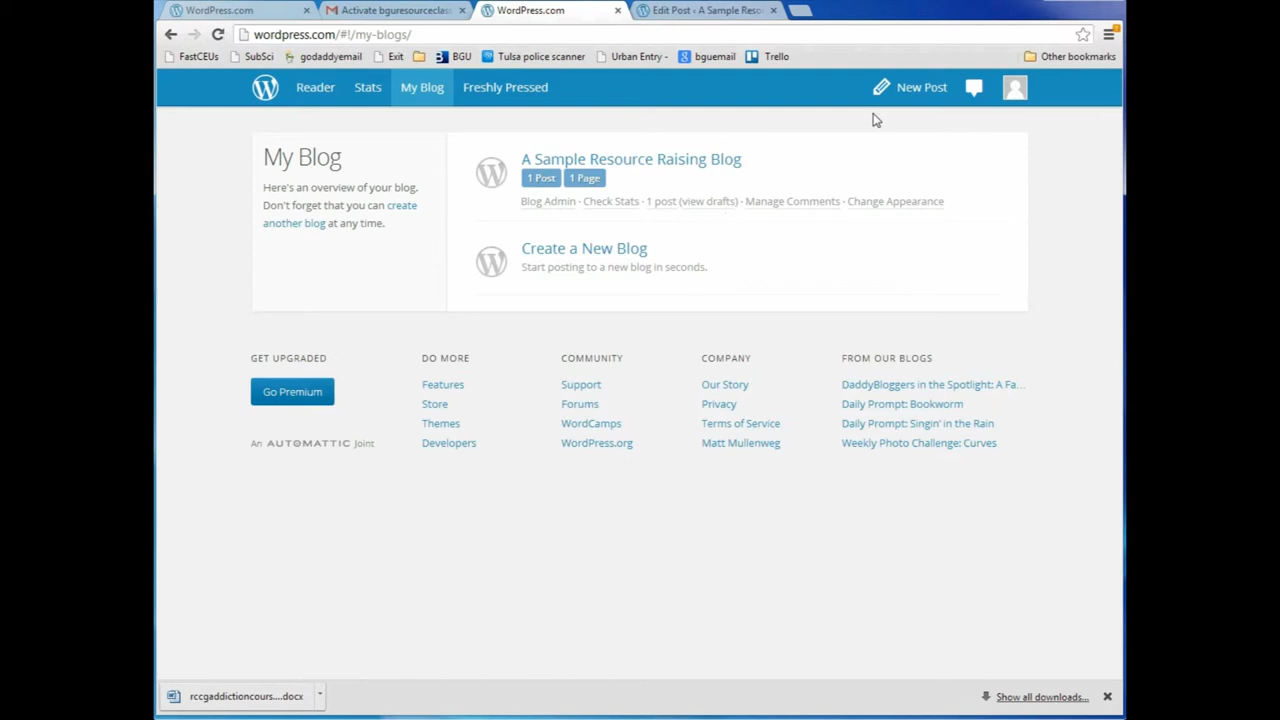 WordPress.com
Activate bguresourceclas
WordPress.com
Edit Post ‹ A Sample Reso
wordpress.com/#!/my-blogs/
FastCEUs
SubSci
godaddyemail
Exit
BGU
Tulsa police scanner
Urban Entry -
bguemail
Trello
Other bookmarks
Reader
Stats
My Blog
Freshly Pressed
New Post
My Blog
Here's an overview of your blog.
Don't forget that you can create
another blog at any time.
A Sample Resource Raising Blog
1 Post 1 Page
Blog Admin · Check Stats · 1 post (view drafts) · Manage Comments · Change Appearance
Create a New Blog
Start posting to a new blog in seconds.
GET UPGRADED
Go Premium
An AUTOMATTIC Joint
DO MORE
Features
Store
Themes
Developers
COMMUNITY
Support
Forums
WordCamps
WordPress.org
COMPANY
Our Story
Privacy
Terms of Service
Matt Mullenweg
FROM OUR BLOGS
DaddyBloggers in the Spotlight: A Fa...
Daily Prompt: Bookworm
Daily Prompt: Singin' in the Rain
Weekly Photo Challenge: Curves
rccgaddictioncours....docx
Show all downloads...